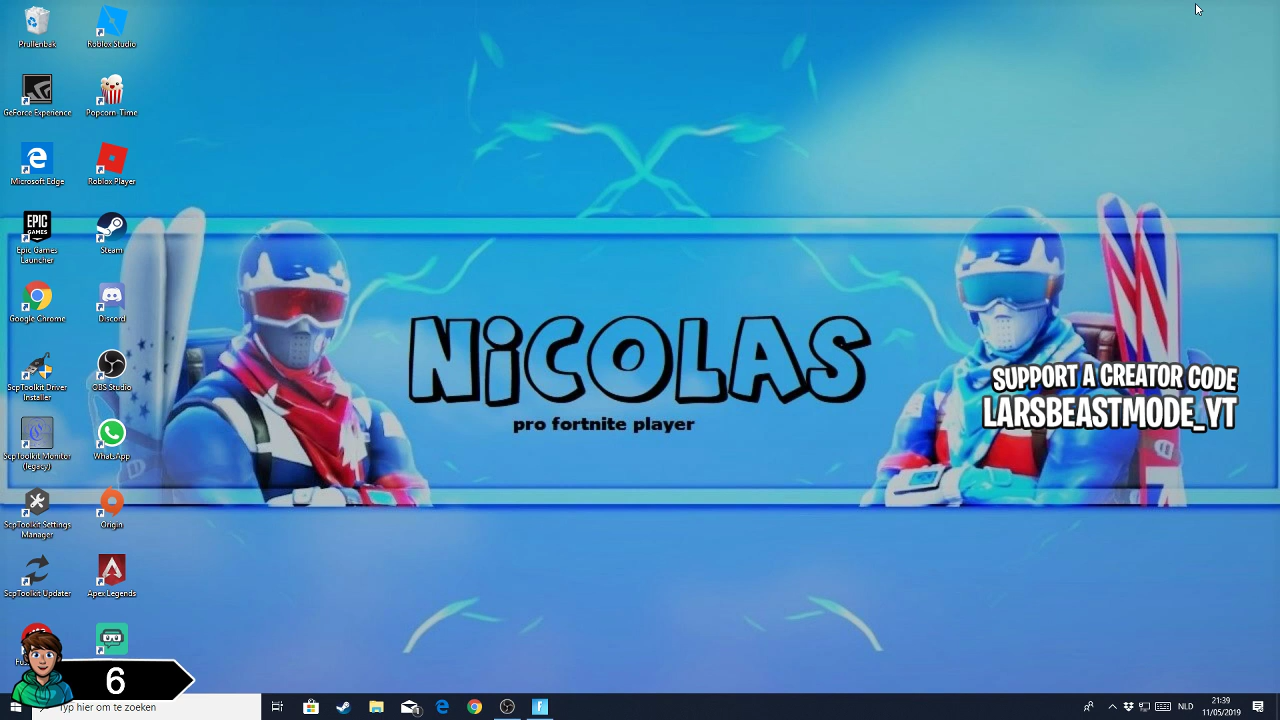 Prullenbak
Roblox Studio
GeForce Experience
Popcorn-Time
Microsoft Edge
Roblox Player
EPIC
GAMES
Epic Games
Launcher
Steam
Google Chrome
Discord
ScpToolkit Driver
Installer
OBS Studio
ScpToolkit Monitor
(legacy)
WhatsApp
ScpToolkit Settings
Manager
Origin
ScpToolkit Updater
Apex Legends
NiCOLAS
pro fortnite player
SUPPORT A CREATOR CODE
LARSBEASTMODE_YT
6
Typ hier om te zoeken
NLD
21:39
11/05/2019